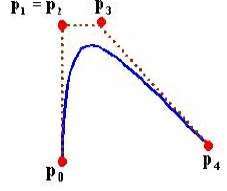 p₁ = p₂ p₃
p₀ p₄